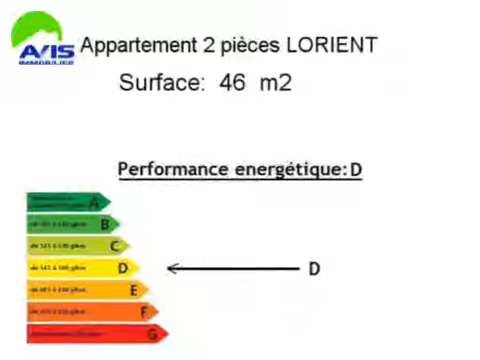 AVIS
IMMOBILIER
Appartement 2 pièces LORIENT
Surface: 46 m2
Performance energétique: D
A
B
C
D
D
E
F
G